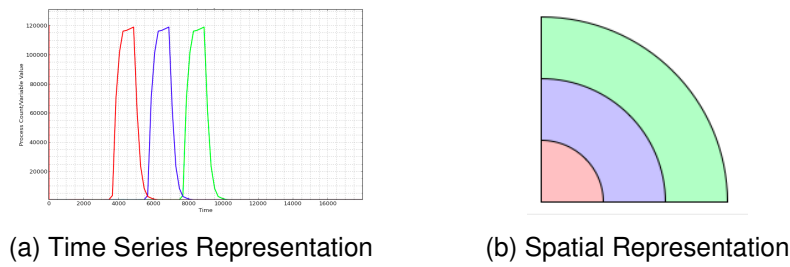 Process Count/Variable Value
120000
100000
80000
60000
40000
20000
0 2000 4000 6000 8000 10000 12000 14000 16000
Time
(a) Time Series Representation
(b) Spatial Representation